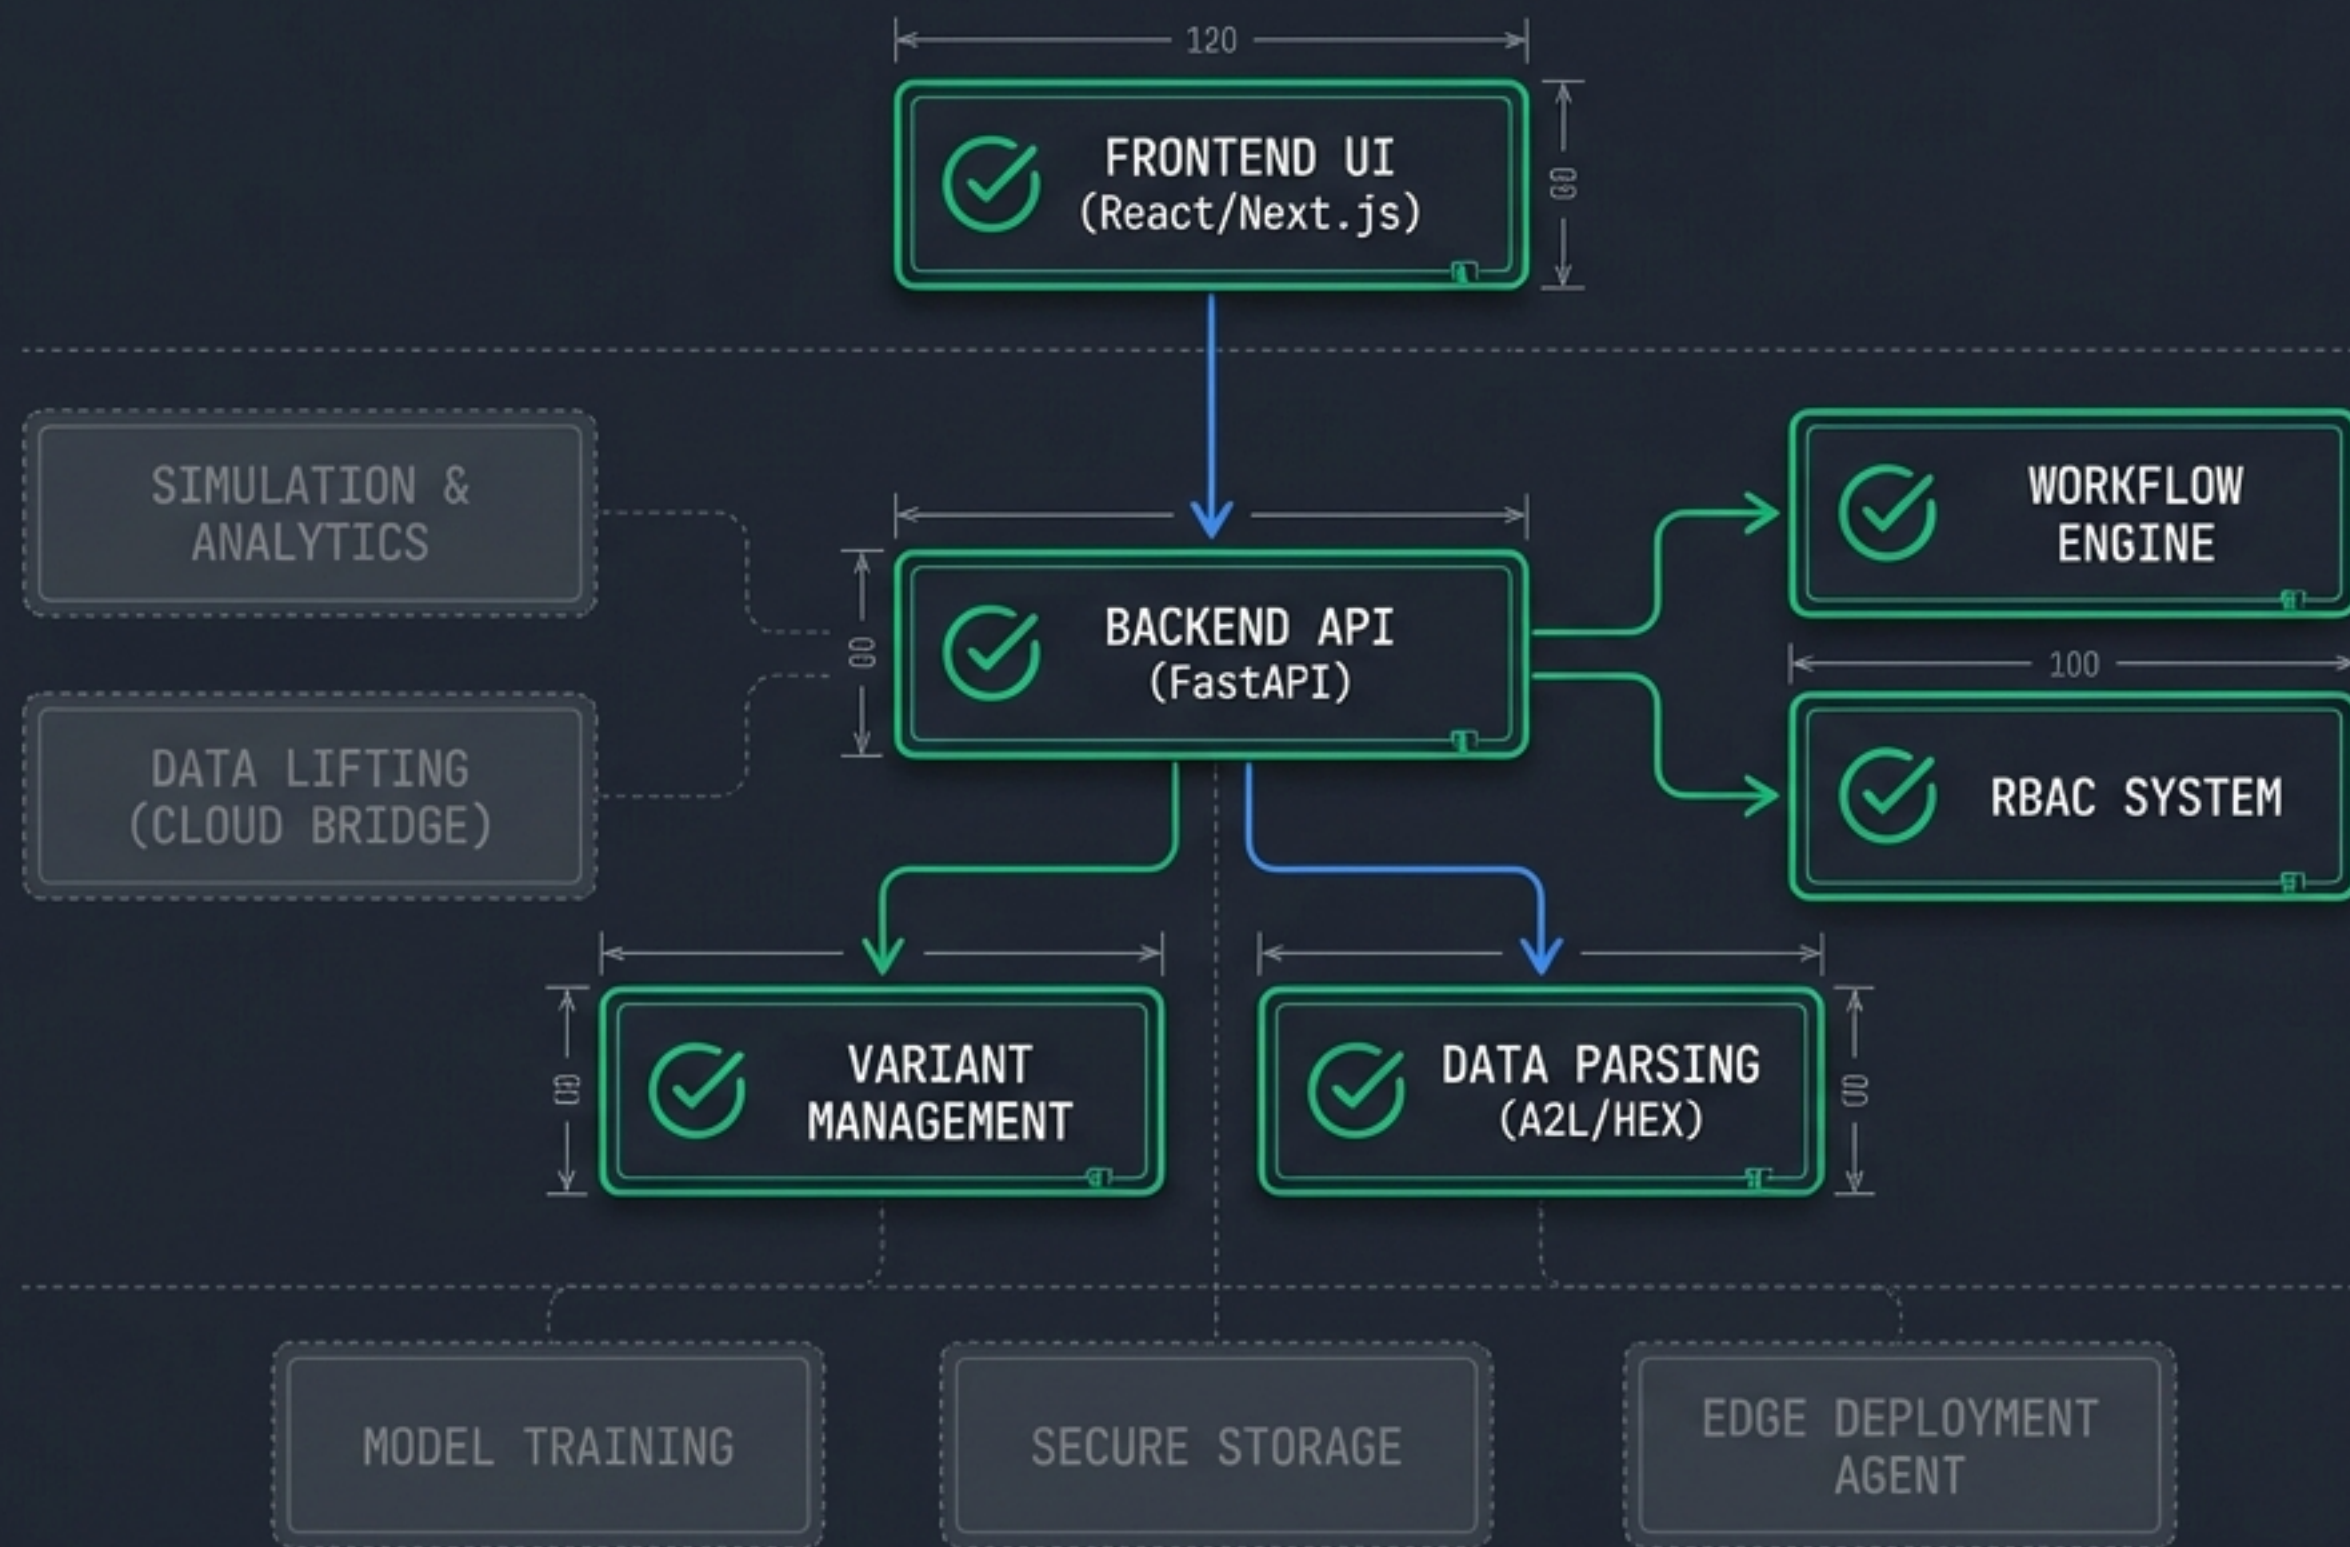 120
FRONTEND UI
(React/Next.js)
SIMULATION &
ANALYTICS
WORKFLOW
ENGINE
BACKEND API
(FastAPI)
100
DATA LIFTING
(CLOUD BRIDGE)
RBAC SYSTEM
VARIANT
MANAGEMENT
DATA PARSING
(A2L/HEX)
MODEL TRAINING
SECURE STORAGE
EDGE DEPLOYMENT
AGENT